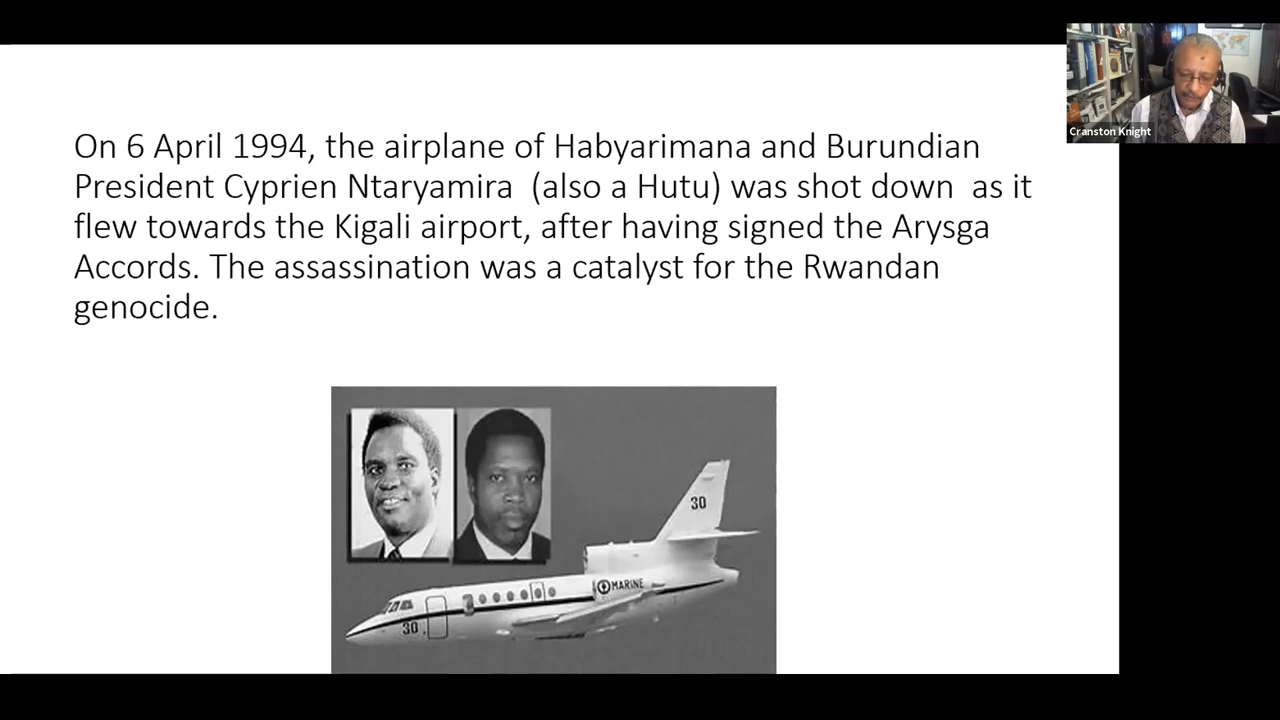 On 6 April 1994, the airplane of Habyarimana and Burundian
President Cyprien Ntaryamira  (also a Hutu) was shot down  as it
flew towards the Kigali airport, after having signed the Arysga
Accords. The assassination was a catalyst for the Rwandan
genocide.
Cranston Knight
30
MARINE
30